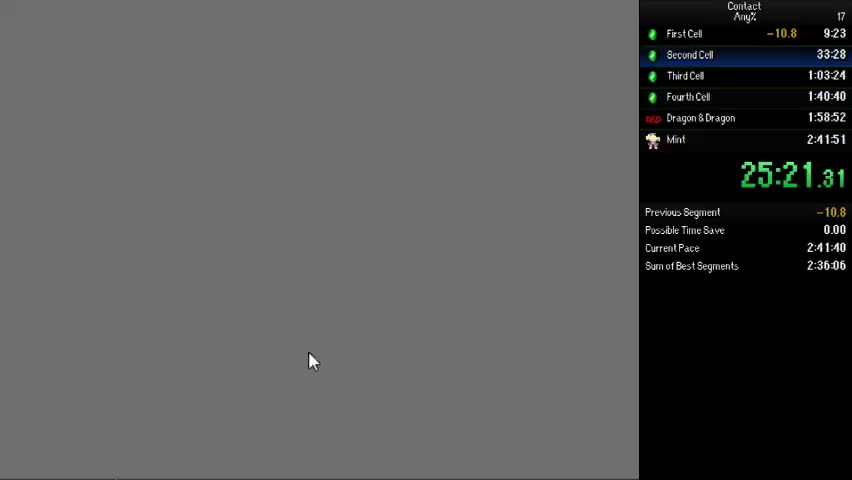 Contact
Any% 17
First Cell -10.8 9:23
Second Cell 33:28
Third Cell 1:03:24
Fourth Cell 1:40:40
D&D Dragon & Dragon 1:58:52
Mint 2:41:51
25:21.31
Previous Segment -10.8
Possible Time Save 0.00
Current Pace 2:41:40
Sum of Best Segments 2:36:06